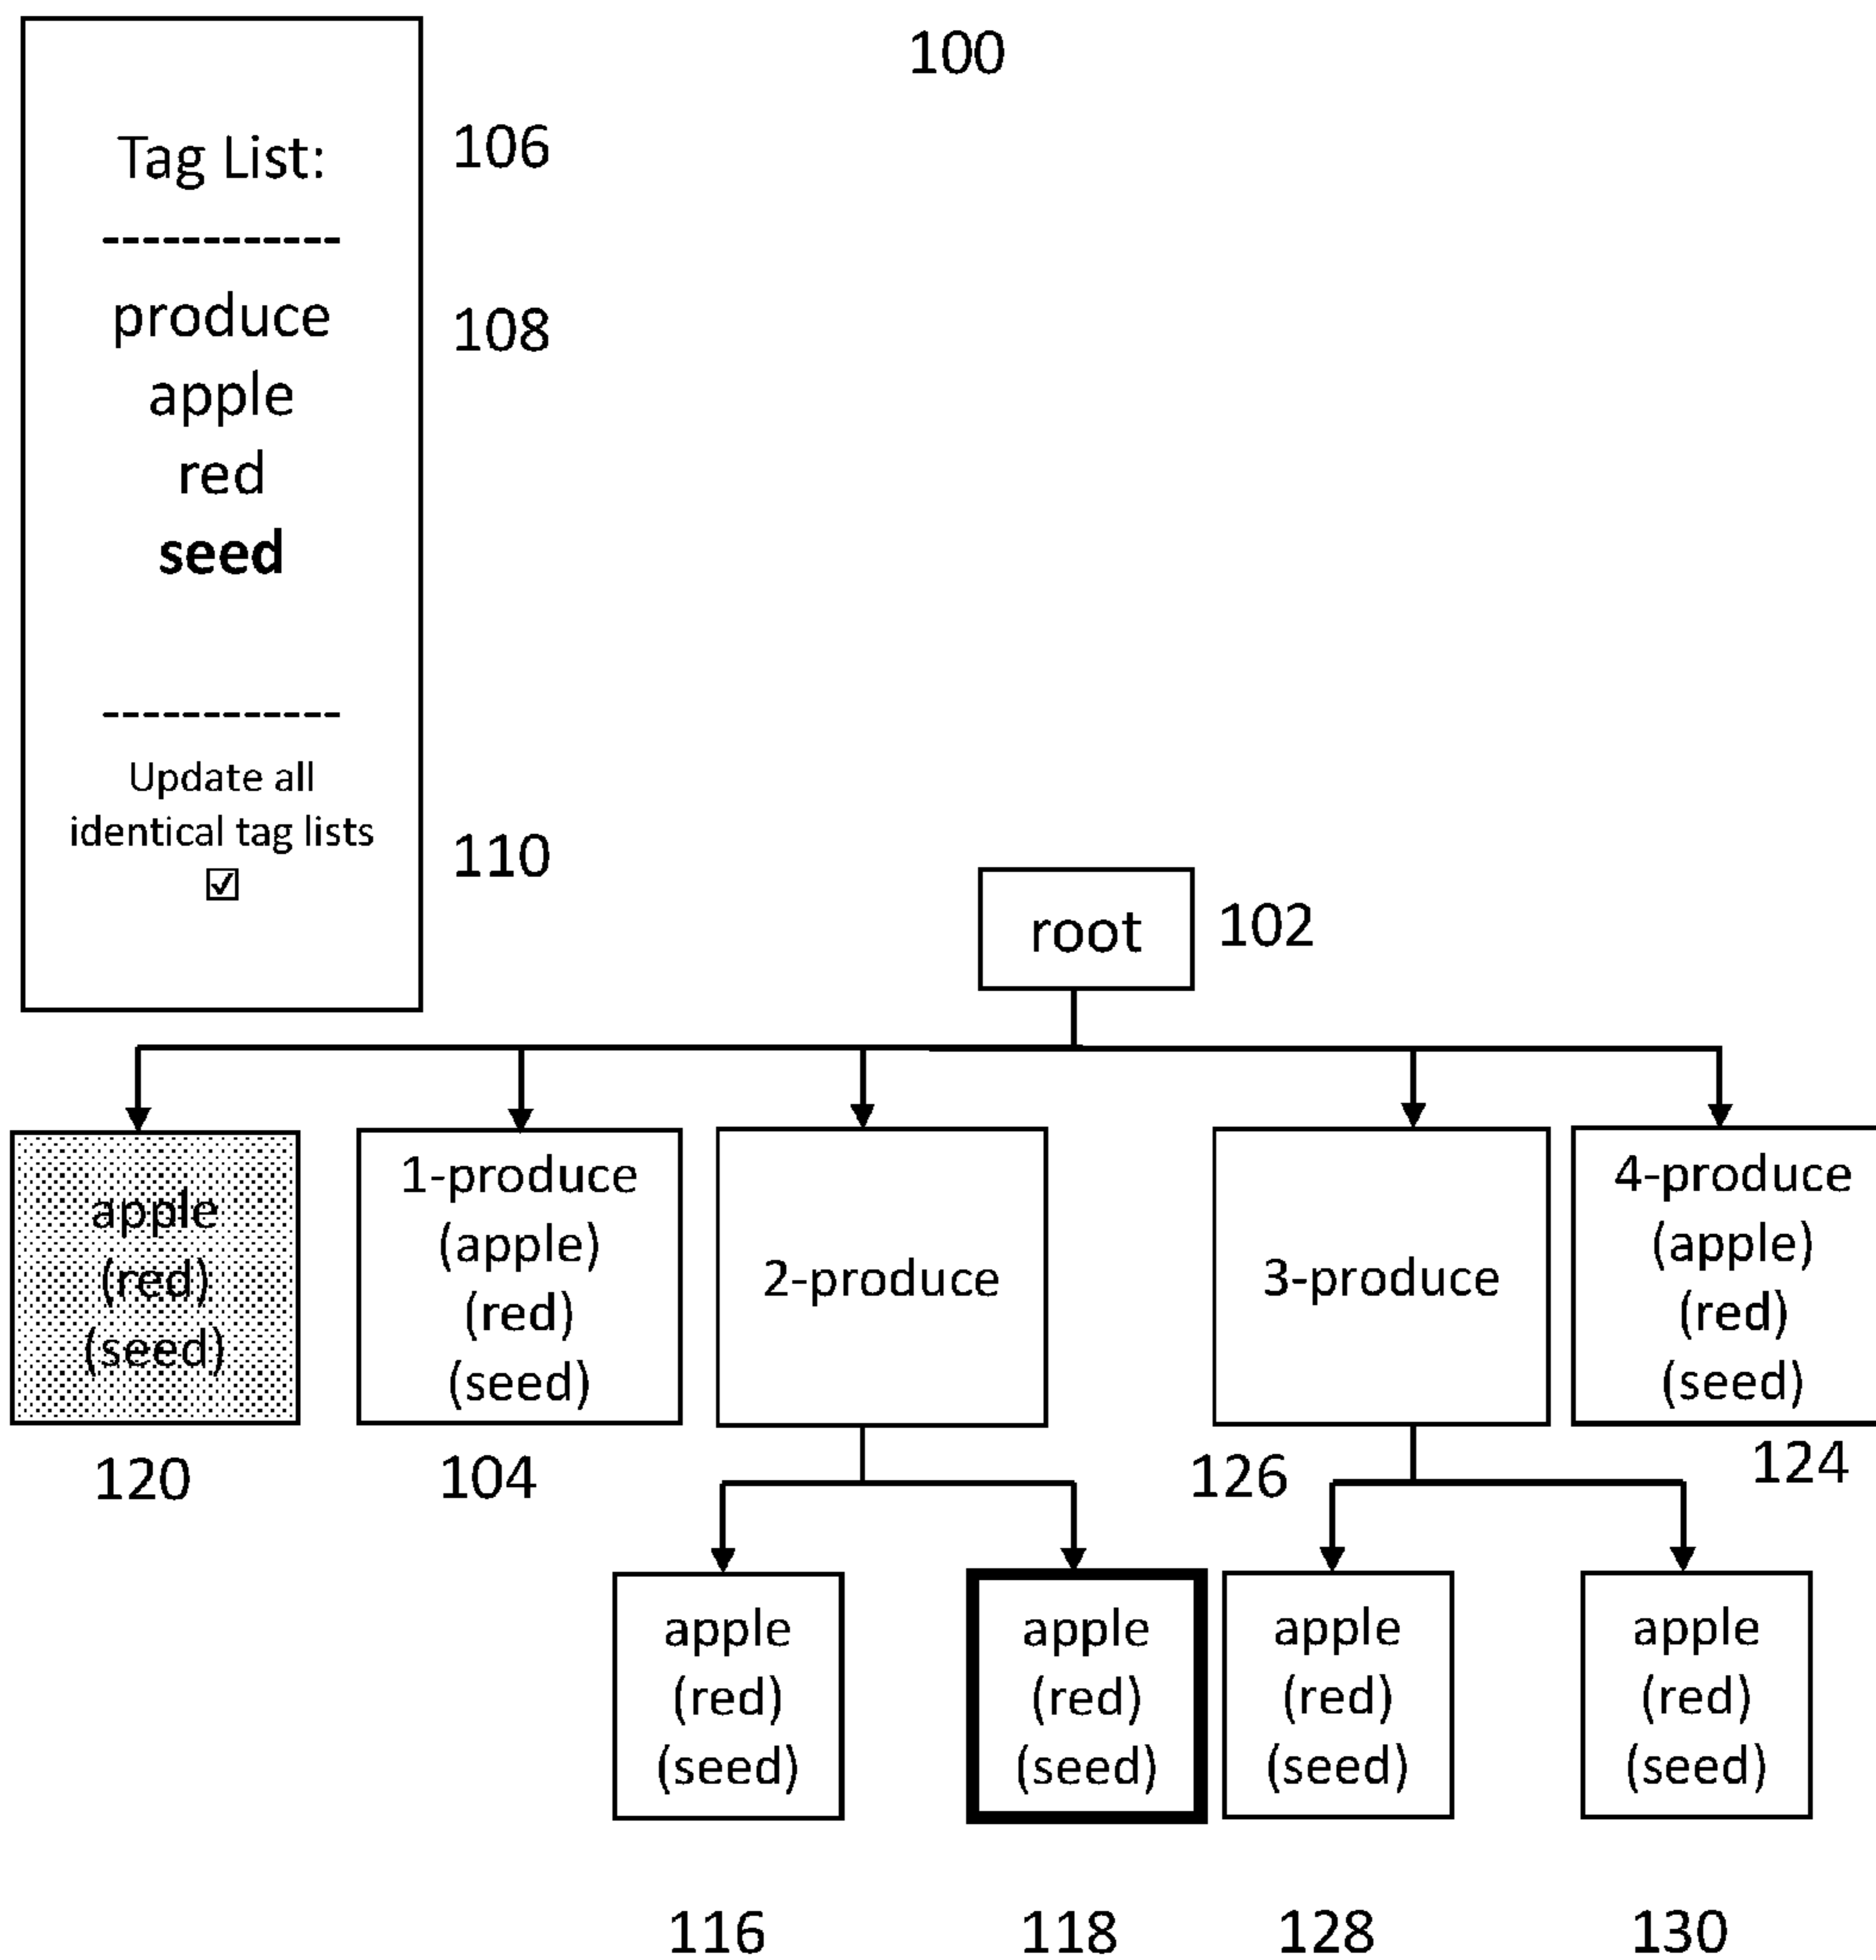 100
Tag List:
106
------------
produce
108
apple
red
seed
------------
Update all
identical tag lists
☑
110
root
102
apple
(red)
(seed)
120
1-produce
(apple)
(red)
(seed)
104
2-produce
3-produce
126
4-produce
(apple)
(red)
(seed)
124
apple
(red)
(seed)
116
apple
(red)
(seed)
118
apple
(red)
(seed)
128
apple
(red)
(seed)
130